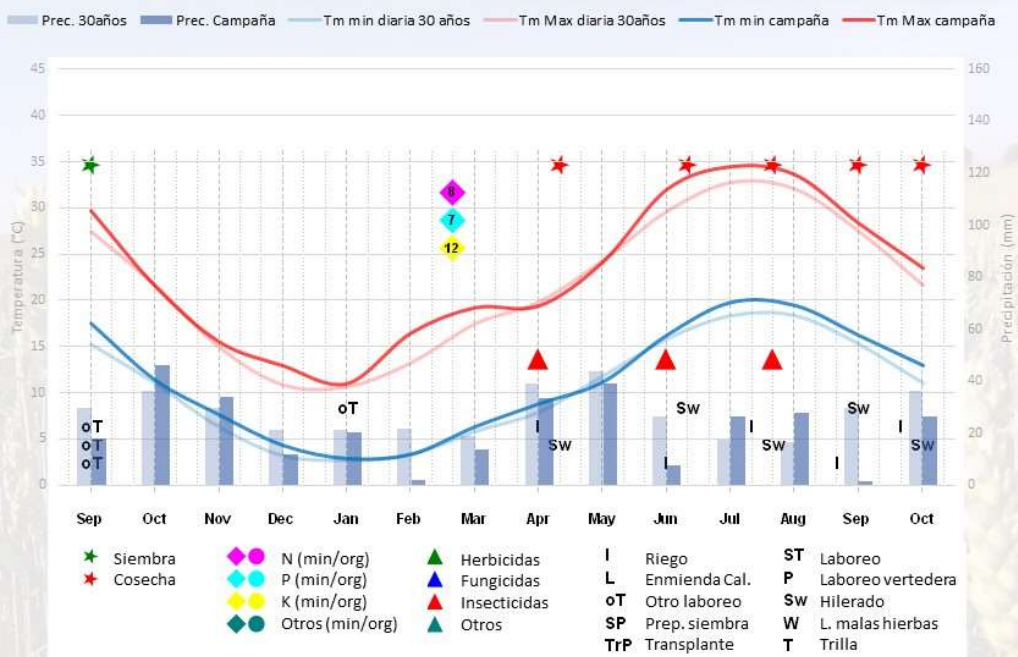 Prec. 30años Prec. Campaña Tm min diaria 30 años Tm Max diaria 30años Tm min campaña Tm Max campaña
45 160
40 140
35 120
30 8 100
25 7 80
20 12 60
15 40
10 20
5 0
0
Temperatura (°C)
Precipitación (mm)
oT oT Sw Sw
oT I I I
oT Sw Sw Sw
oT I I
Sep Oct Nov Dec Jan Feb Mar Apr May Jun Jul Aug Sep Oct
Siembra N (min/org) Herbicidas I Riego ST Laboreo
Cosecha P (min/org) Fungicidas L Enmienda Cal. P Laboreo vertedera
K (min/org) Insecticidas oT Otro laboreo Sw Hilerado
Otros (min/org) Otros SP Prep. siembra W L. malas hierbas
TrP Transplante T Trilla